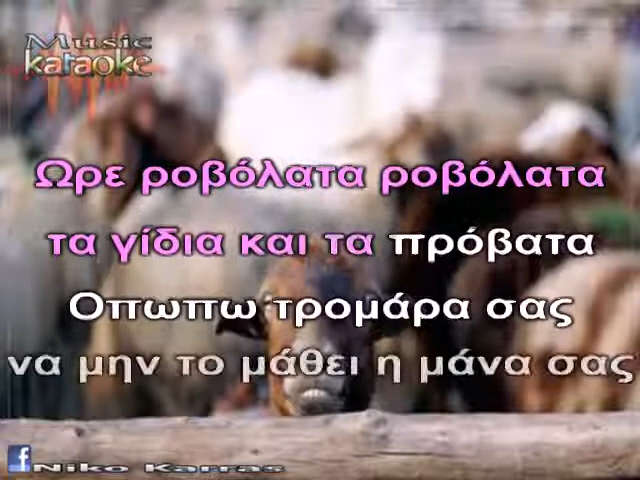 Music
karaoke
Ωρε ροβόλατα ροβόλατα
τα γίδια και τα πρόβατα
Οπωπω τρομάρα σας
να μην το μάθει η μάνα σας
f Niko Karras